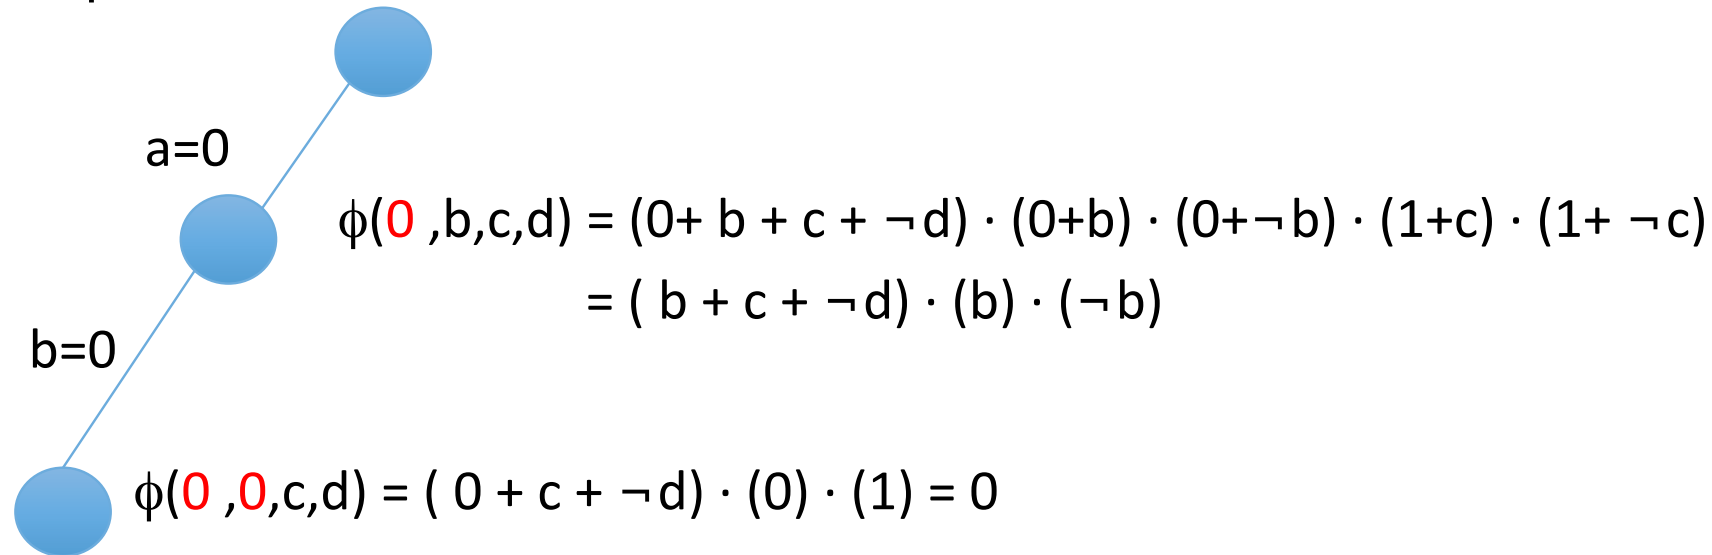 a=0
ϕ(0 ,b,c,d) = (0+ b + c + ¬d) · (0+b) · (0+¬b) · (1+c) · (1+ ¬c)
= ( b + c + ¬d) · (b) · (¬b)
b=0
ϕ(0 ,0,c,d) = ( 0 + c + ¬d) · (0) · (1) = 0